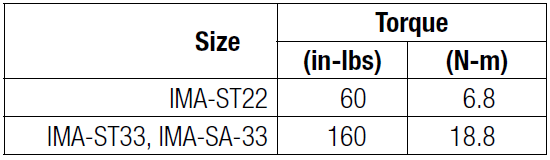 Size Torque
(in-lbs) (N-m)
IMA-ST22 60 6.8
IMA-ST33, IMA-SA-33 160 18.8